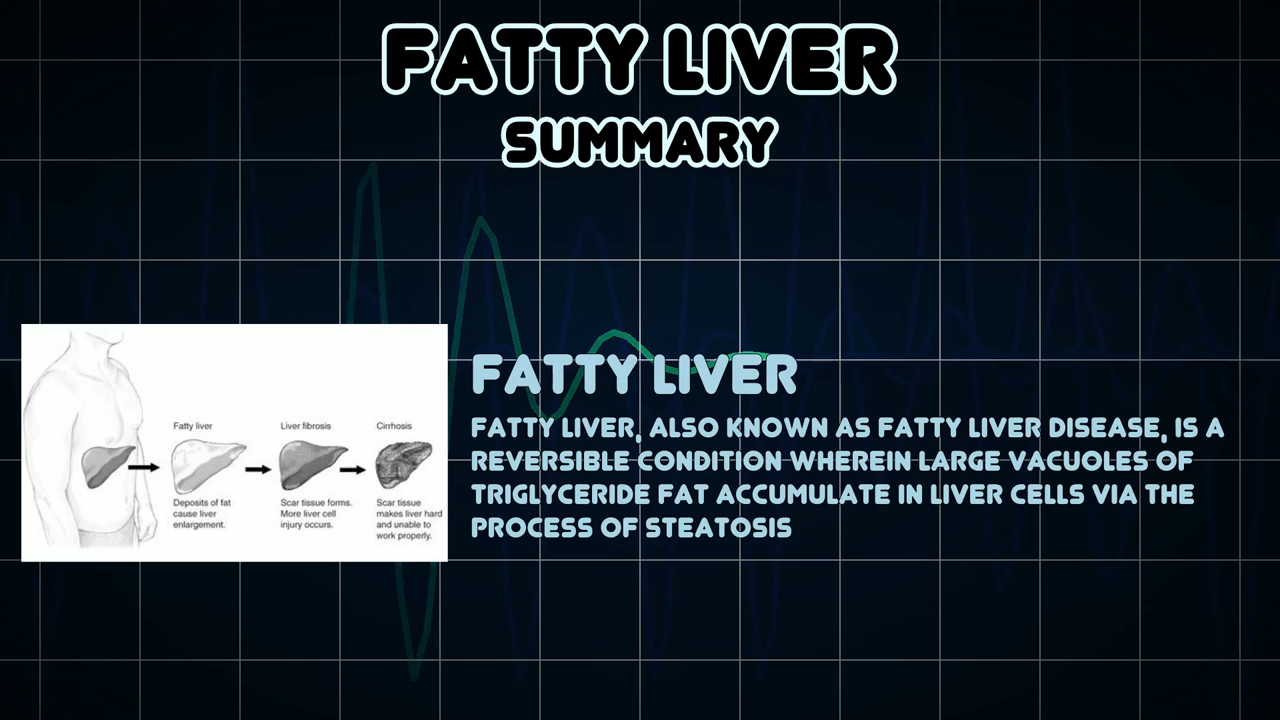 FATTY LIVER
SUMMARY
Fatty liver
Liver fibrosis
Cirrhosis
Deposits of fat
cause liver
enlargement.
Scar tissue forms.
More liver cell
injury occurs.
Scar tissue
makes liver hard
and unable to
work properly.
FATTY LIVER
FATTY LIVER, ALSO KNOWN AS FATTY LIVER DISEASE, IS A
REVERSIBLE CONDITION WHEREIN LARGE VACUOLES OF
TRIGLYCERIDE FAT ACCUMULATE IN LIVER CELLS VIA THE
PROCESS OF STEATOSIS